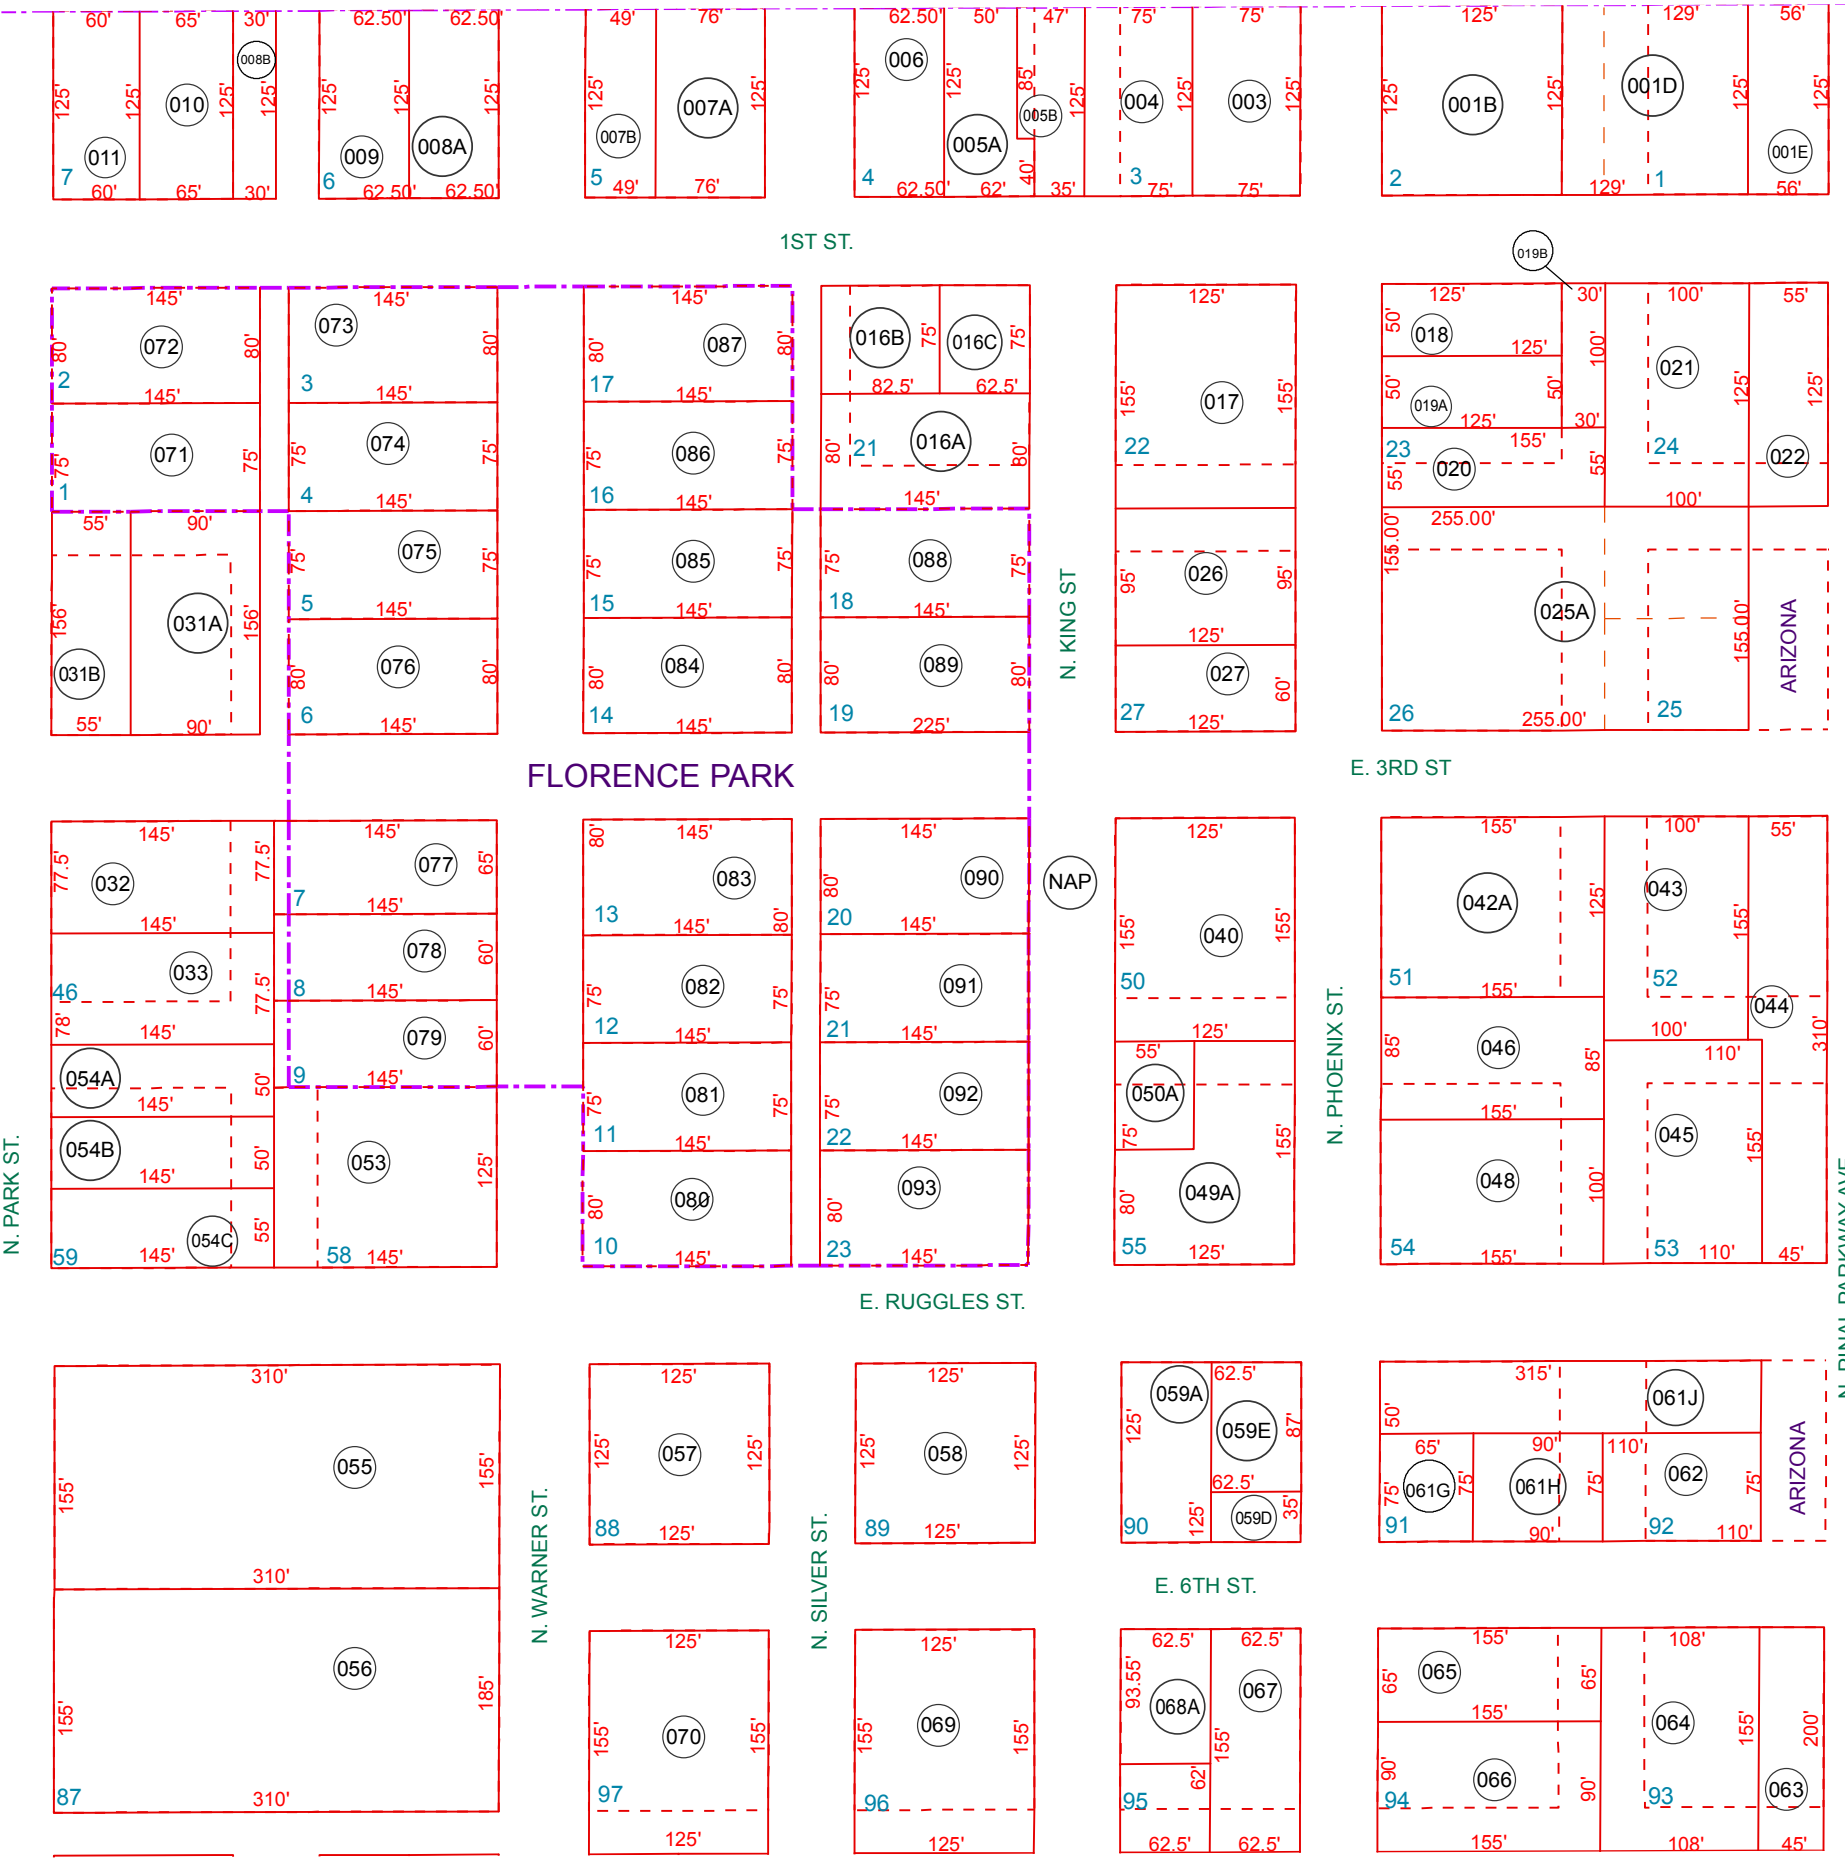 60' 65' 30' 62.50' 62.50' 49' 76' 62.50' 50' 47' 75' 75' 125' 129' 56'
125' 125' 125' 125' 125' 125' 125' 125' 125' 125' 85' 125' 125' 125' 125' 125' 125' 125'
011 010 008B 009 008A 007B 007A 006 005A 005B 004 003 001B 001D 001E
7 6 5 4 40' 3 2 1
60' 65' 30' 62.50' 62.50' 49' 76' 62.50' 62' 35' 75' 75' 129' 56'
1ST ST.
019B
145' 145' 145' 125' 125' 30' 100' 55'
80' 072 80' 073 80' 80' 087 80' 016B 75' 016C 75' 50' 018 125' 100' 021
2 145' 3 145' 17 145' 82.5' 62.5' 155' 017 155' 50' 019A 125' 50' 30' 125' 125'
75' 071 75' 75' 074 75' 75' 086 75' 80' 21 016A 80' 22 23 020 155' 55' 24 022
1 4 145' 16 145' 145' 55' 100'
55' 90' 255.00'
75' 075 75' 75' 085 75' 75' 088 75' 95' 026 95' 155.00'
156' 031A 156' 5 145' 15 145' 18 145' 125' 025A 155.00'
N. KING ST
ARIZONA
031B 80' 076 80' 80' 084 80' 80' 089 80' 027 60'
55' 90' 6 145' 14 145' 19 225' 27 125' 26 255.00' 25
FLORENCE PARK
E. 3RD ST
145' 145' 80' 145' 145' 125' 155' 100' 55'
77.5' 032 77.5' 077 65' 083 80' 090 NAP 042A 125' 043
145' 7 145' 13 145' 80' 20 145' 155' 040 155' 155'
46 033 77.5' 8 078 60' 145' 75' 082 75' 75' 091 50 51 155' 52 044
78' 145' 079 60' 12 145' 21 145' 125' 85' 046 85' 100' 110' 310'
N. PHOENIX ST.
054A 50' 9 145' 75' 081 75' 75' 092 55' 050A
145' 11 145' 22 145' 75' 155' 155' 045 155'
N. PARK ST.
054B 145' 50' 053 125' 80' 080 80' 093 80' 049A 048 100'
59 145' 054C 55' 58 145' 10 145' 23 145' 55 125' 54 155' 53 110' 45'
E. RUGGLES ST.
N. PINAL PARKWAY AVE
310' 125' 125' 62.5' 315'
155' 055 155' 125' 057 125' 125' 058 125' 125' 059A 059E 87' 50' 061J
62.5' 65' 90' 110'
75' 061G 75' 061H 75' 062 75'
88 125' 89 125' 90 125' 059D 35' 91 90' 92 110'
ARIZONA
310'
N. WARNER ST.
N. SILVER ST.
E. 6TH ST.
125' 125' 62.5' 62.5' 155' 108'
155' 056 185' 155' 070 155' 155' 069 155' 93.55' 068A 155' 067 65' 065 65' 155' 064 155' 200'
87 310' 97 96 95 62' 90' 94 066 90' 93 063
125' 125' 62.5' 62.5' 155' 108' 45'